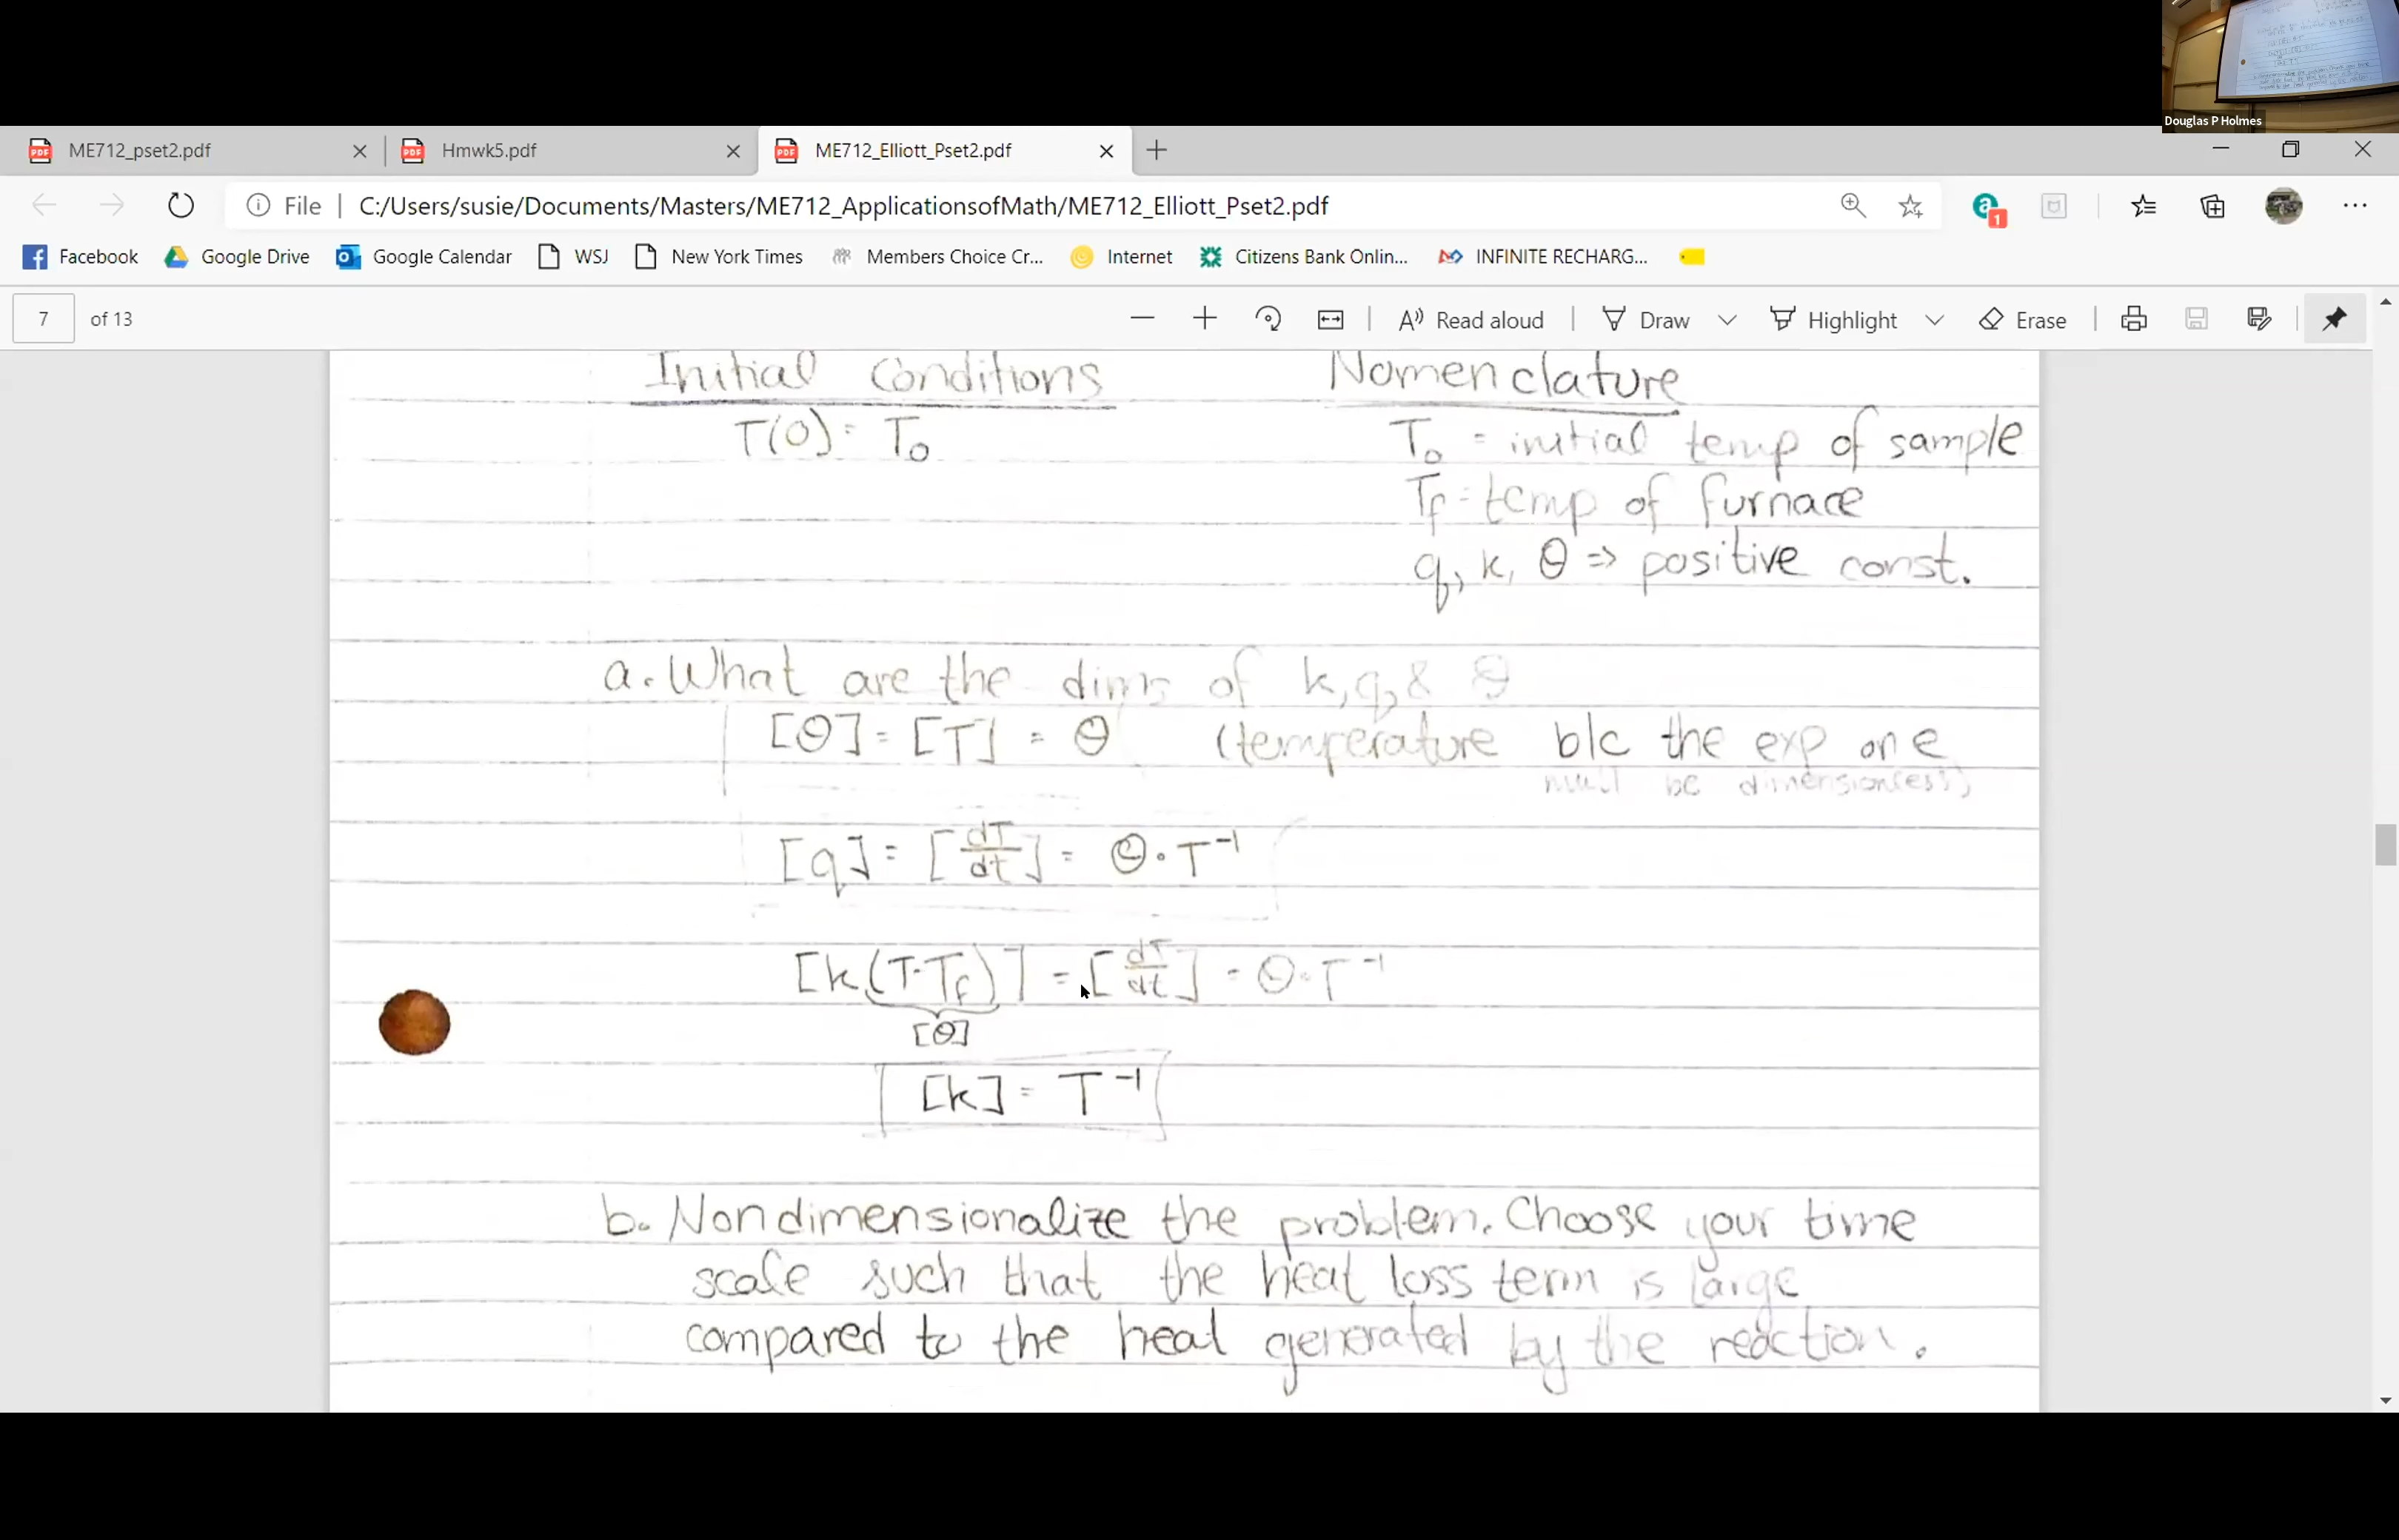 Douglas P Holmes
ME712_pset2.pdf
Hmwk5.pdf
ME712_Elliott_Pset2.pdf
File | C:/Users/susie/Documents/Masters/ME712_ApplicationsofMath/ME712_Elliott_Pset2.pdf
a 1
Facebook Google Drive Google Calendar WSJ New York Times Members Choice Cr... Internet Citizens Bank Onlin... INFINITE RECHARG...
7 of 13 Read aloud Draw Highlight Erase
Initial Conditions Nomenclature
T(0) = T₀ T₀ = initial temp of sample
T_f = temp of furnace
q, k, Θ => positive const.
a. What are the dims of k, q, & Θ
[Θ] = [T] = Θ (temperature b/c the exp on e
must be dimensionless)
[q] = [dT/dt] = Θ · T⁻¹
[k(T-T_f)] = [dT/dt] = Θ · T⁻¹
[Θ]
[k] = T⁻¹
b. Nondimensionalize the problem. Choose your time
scale such that the heat loss term is large
compared to the heat generated by the reaction.